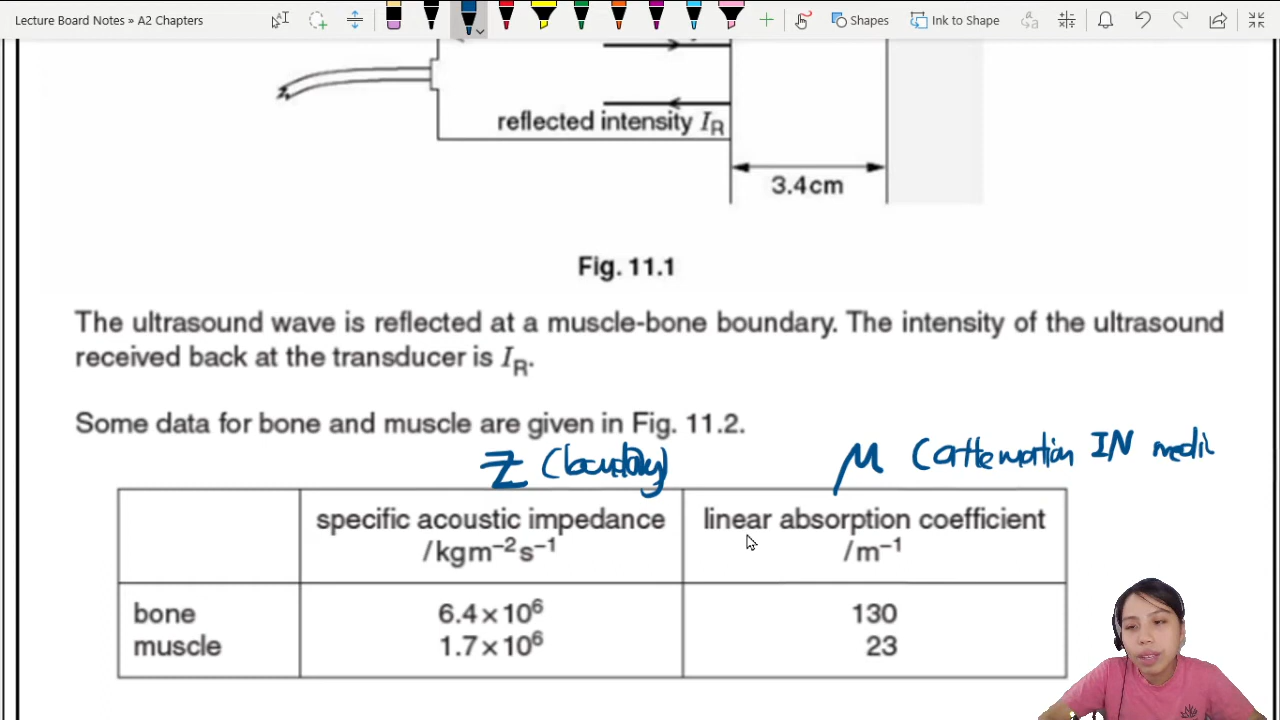 Lecture Board Notes » A2 Chapters
Shapes
Ink to Shape
reflected intensity I_R
3.4cm
Fig. 11.1
The ultrasound wave is reflected at a muscle-bone boundary. The intensity of the ultrasound
received back at the transducer is I_R.
Some data for bone and muscle are given in Fig. 11.2.
Z (boundary)
μ (attenuation IN medi
specific acoustic impedance
/kg m⁻² s⁻¹
linear absorption coefficient
/m⁻¹
bone 6.4 × 10⁶ 130
muscle 1.7 × 10⁶ 23